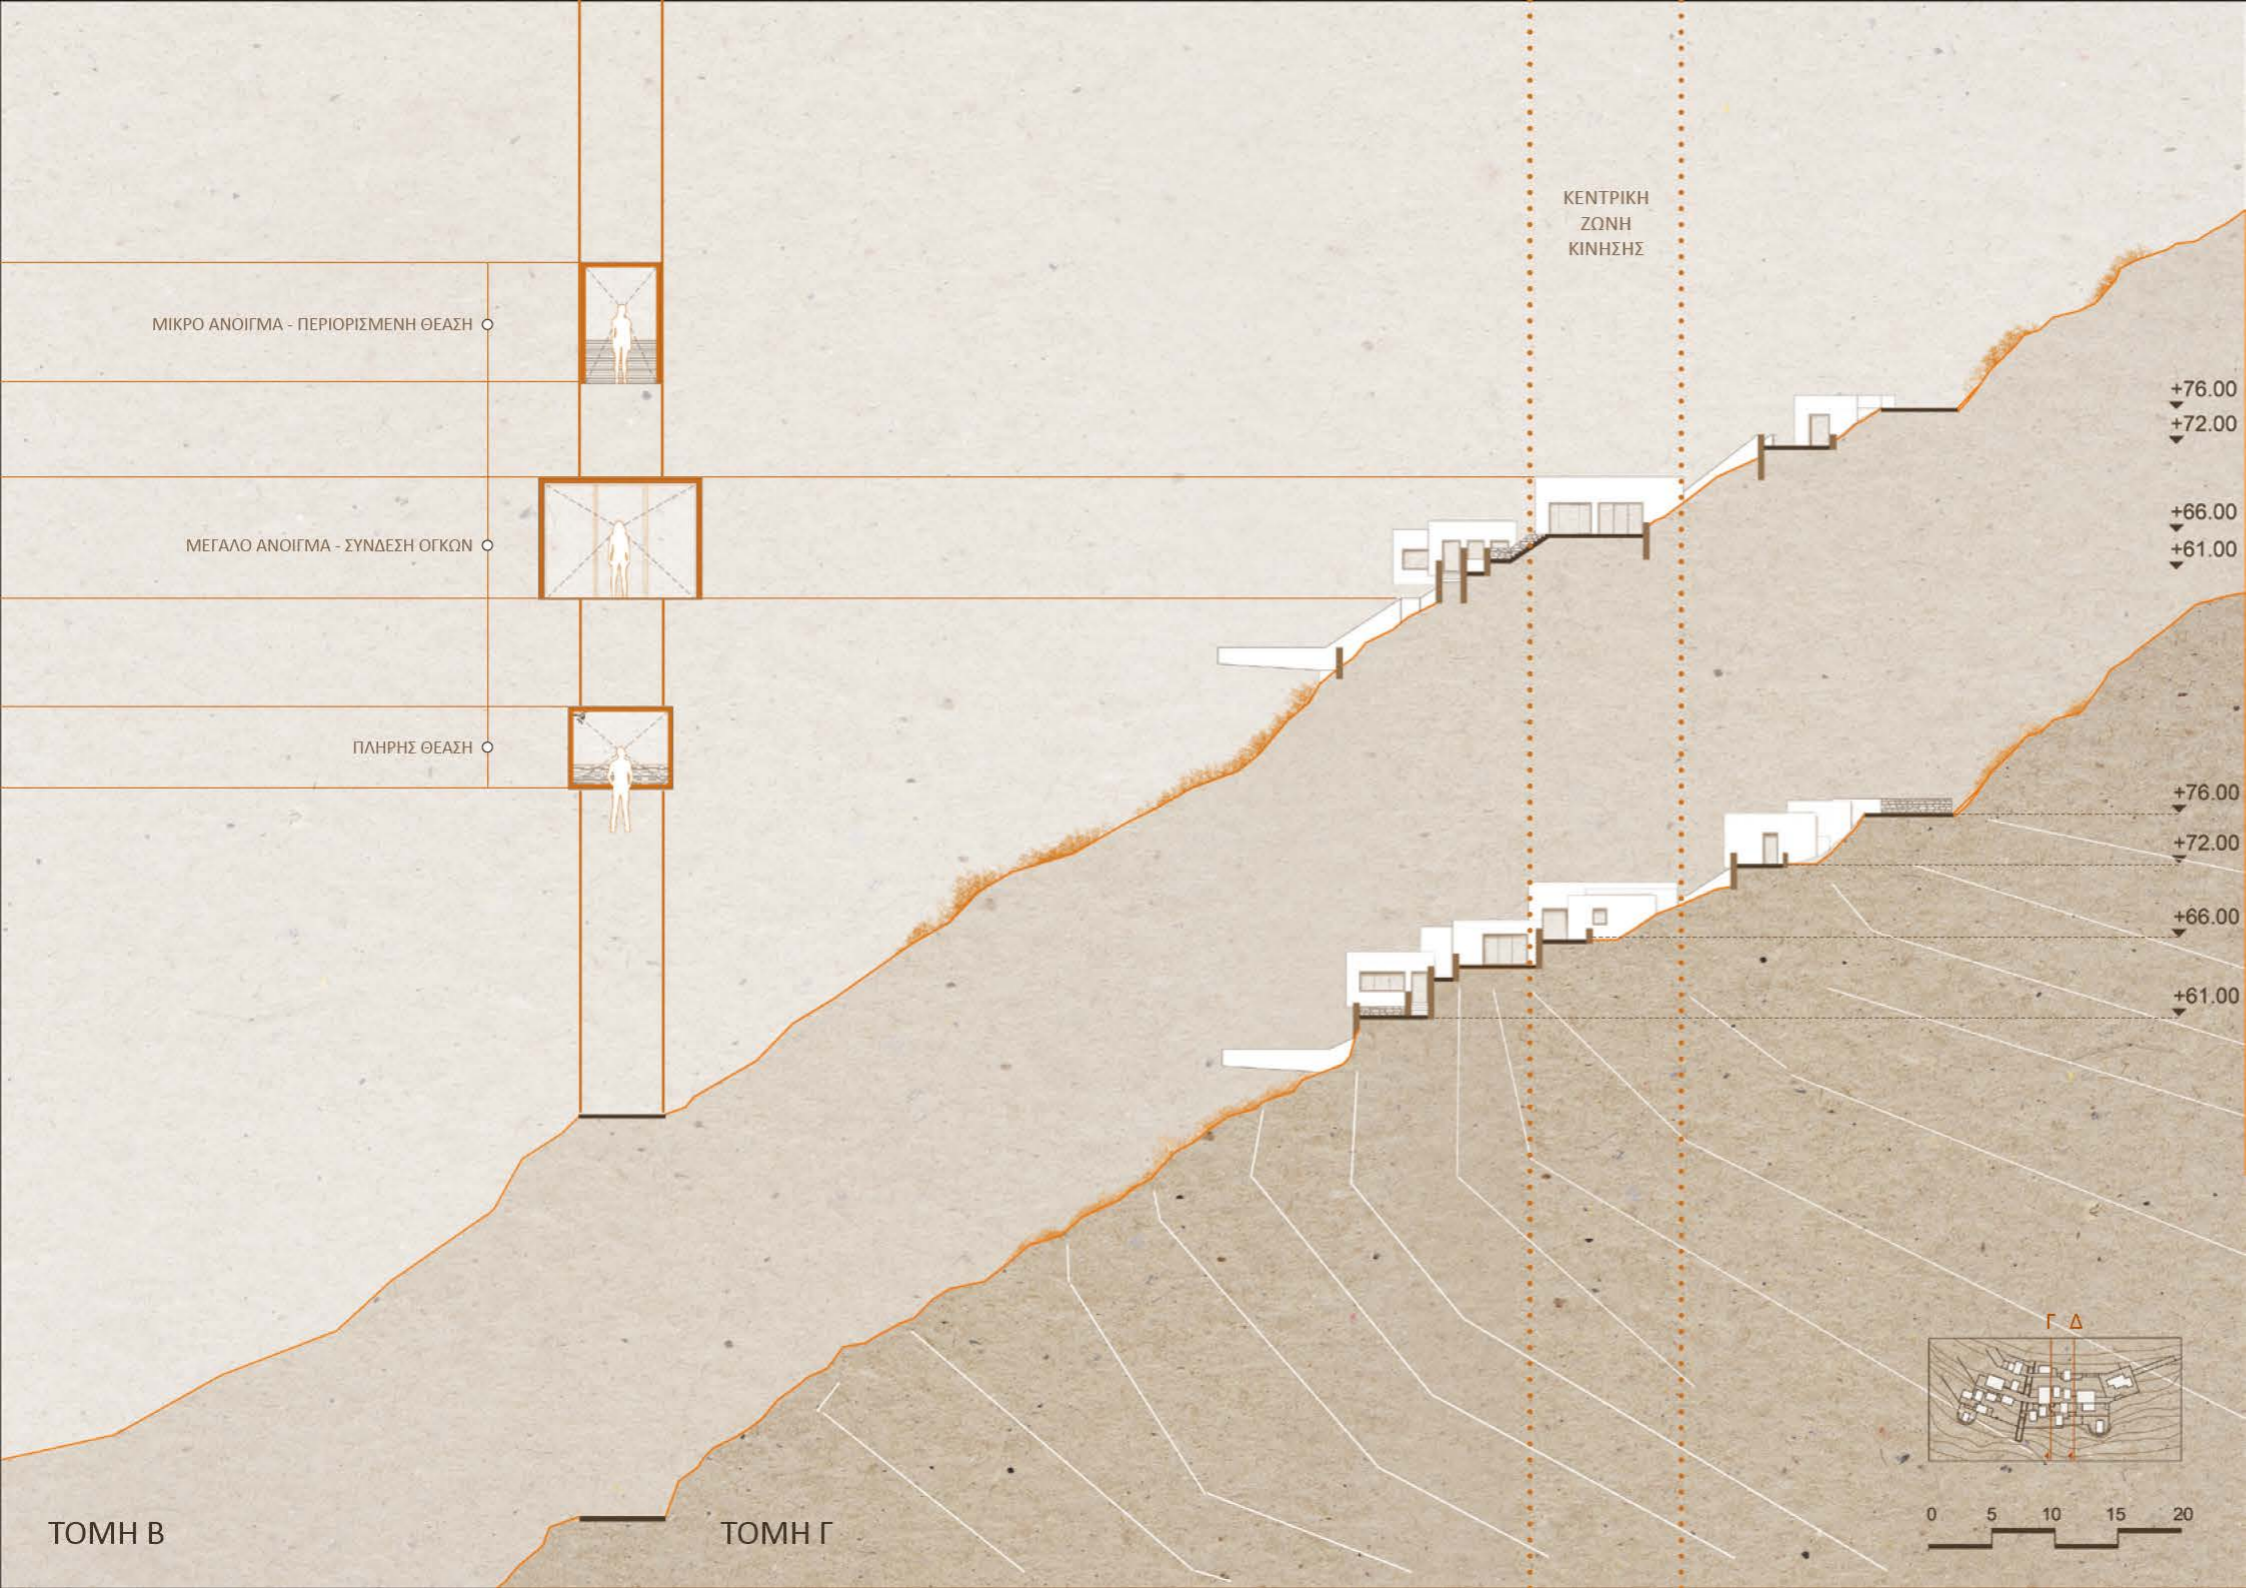 ΚΕΝΤΡΙΚΗ
ΖΩΝΗ
ΚΙΝΗΣΗΣ
ΜΙΚΡΟ ΑΝΟΙΓΜΑ - ΠΕΡΙΟΡΙΣΜΕΝΗ ΘΕΑΣΗ
+76.00
+72.00
+66.00
ΜΕΓΑΛΟ ΑΝΟΙΓΜΑ - ΣΥΝΔΕΣΗ ΟΓΚΩΝ
+61.00
ΠΛΗΡΗΣ ΘΕΑΣΗ
+76.00
+72.00
+66.00
+61.00
Γ Δ
0 5 10 15 20
ΤΟΜΗ Β
ΤΟΜΗ Γ